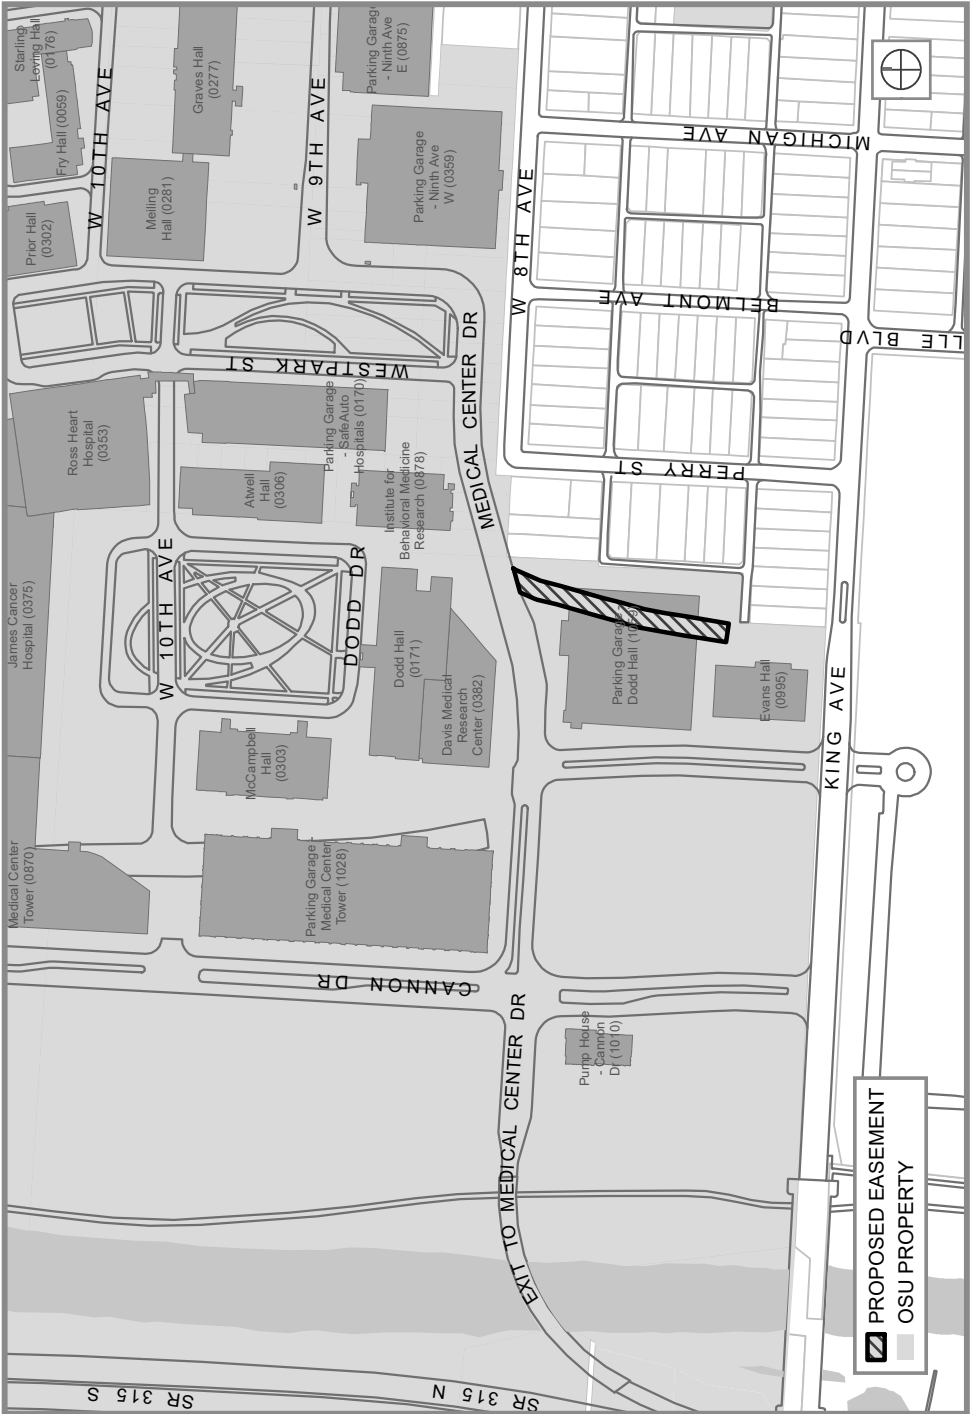 Starling
Loving Hall
(0176)
Fry Hall (0059)
W 10TH AVE
Graves Hall
(0277)
W 9TH AVE
Parking Garage
- Ninth Ave
E (0875)
Prior Hall
(0302)
Meiling
Hall (0281)
Parking Garage
- Ninth Ave
W (0359)
W 8TH AVE
MICHIGAN AVE
BELMONT AVE
LLE BLVD
PERRY ST
WESTPARK ST
MEDICAL CENTER DR
Ross Heart
Hospital
(0353)
Parking Garage
- SafeAuto
Hospitals (0170)
Atwell
Hall
(0306)
Institute for
Behavioral Medicine
Research (0878)
James Cancer
Hospital (0375)
W 10TH AVE
DODD DR
Dodd Hall
(0171)
Davis Medical
Research
Center (0382)
Parking Garage -
Dodd Hall (1059)
Evans Hall
(0995)
KING AVE
McCampbell
Hall
(0303)
Medical Center
Tower (0870)
Parking Garage -
Medical Center
Tower (1028)
CANNON DR
Pump House
- Cannon
Dr (1010)
EXIT TO MEDICAL CENTER DR
SR 315 S
SR 315 N
PROPOSED EASEMENT
OSU PROPERTY